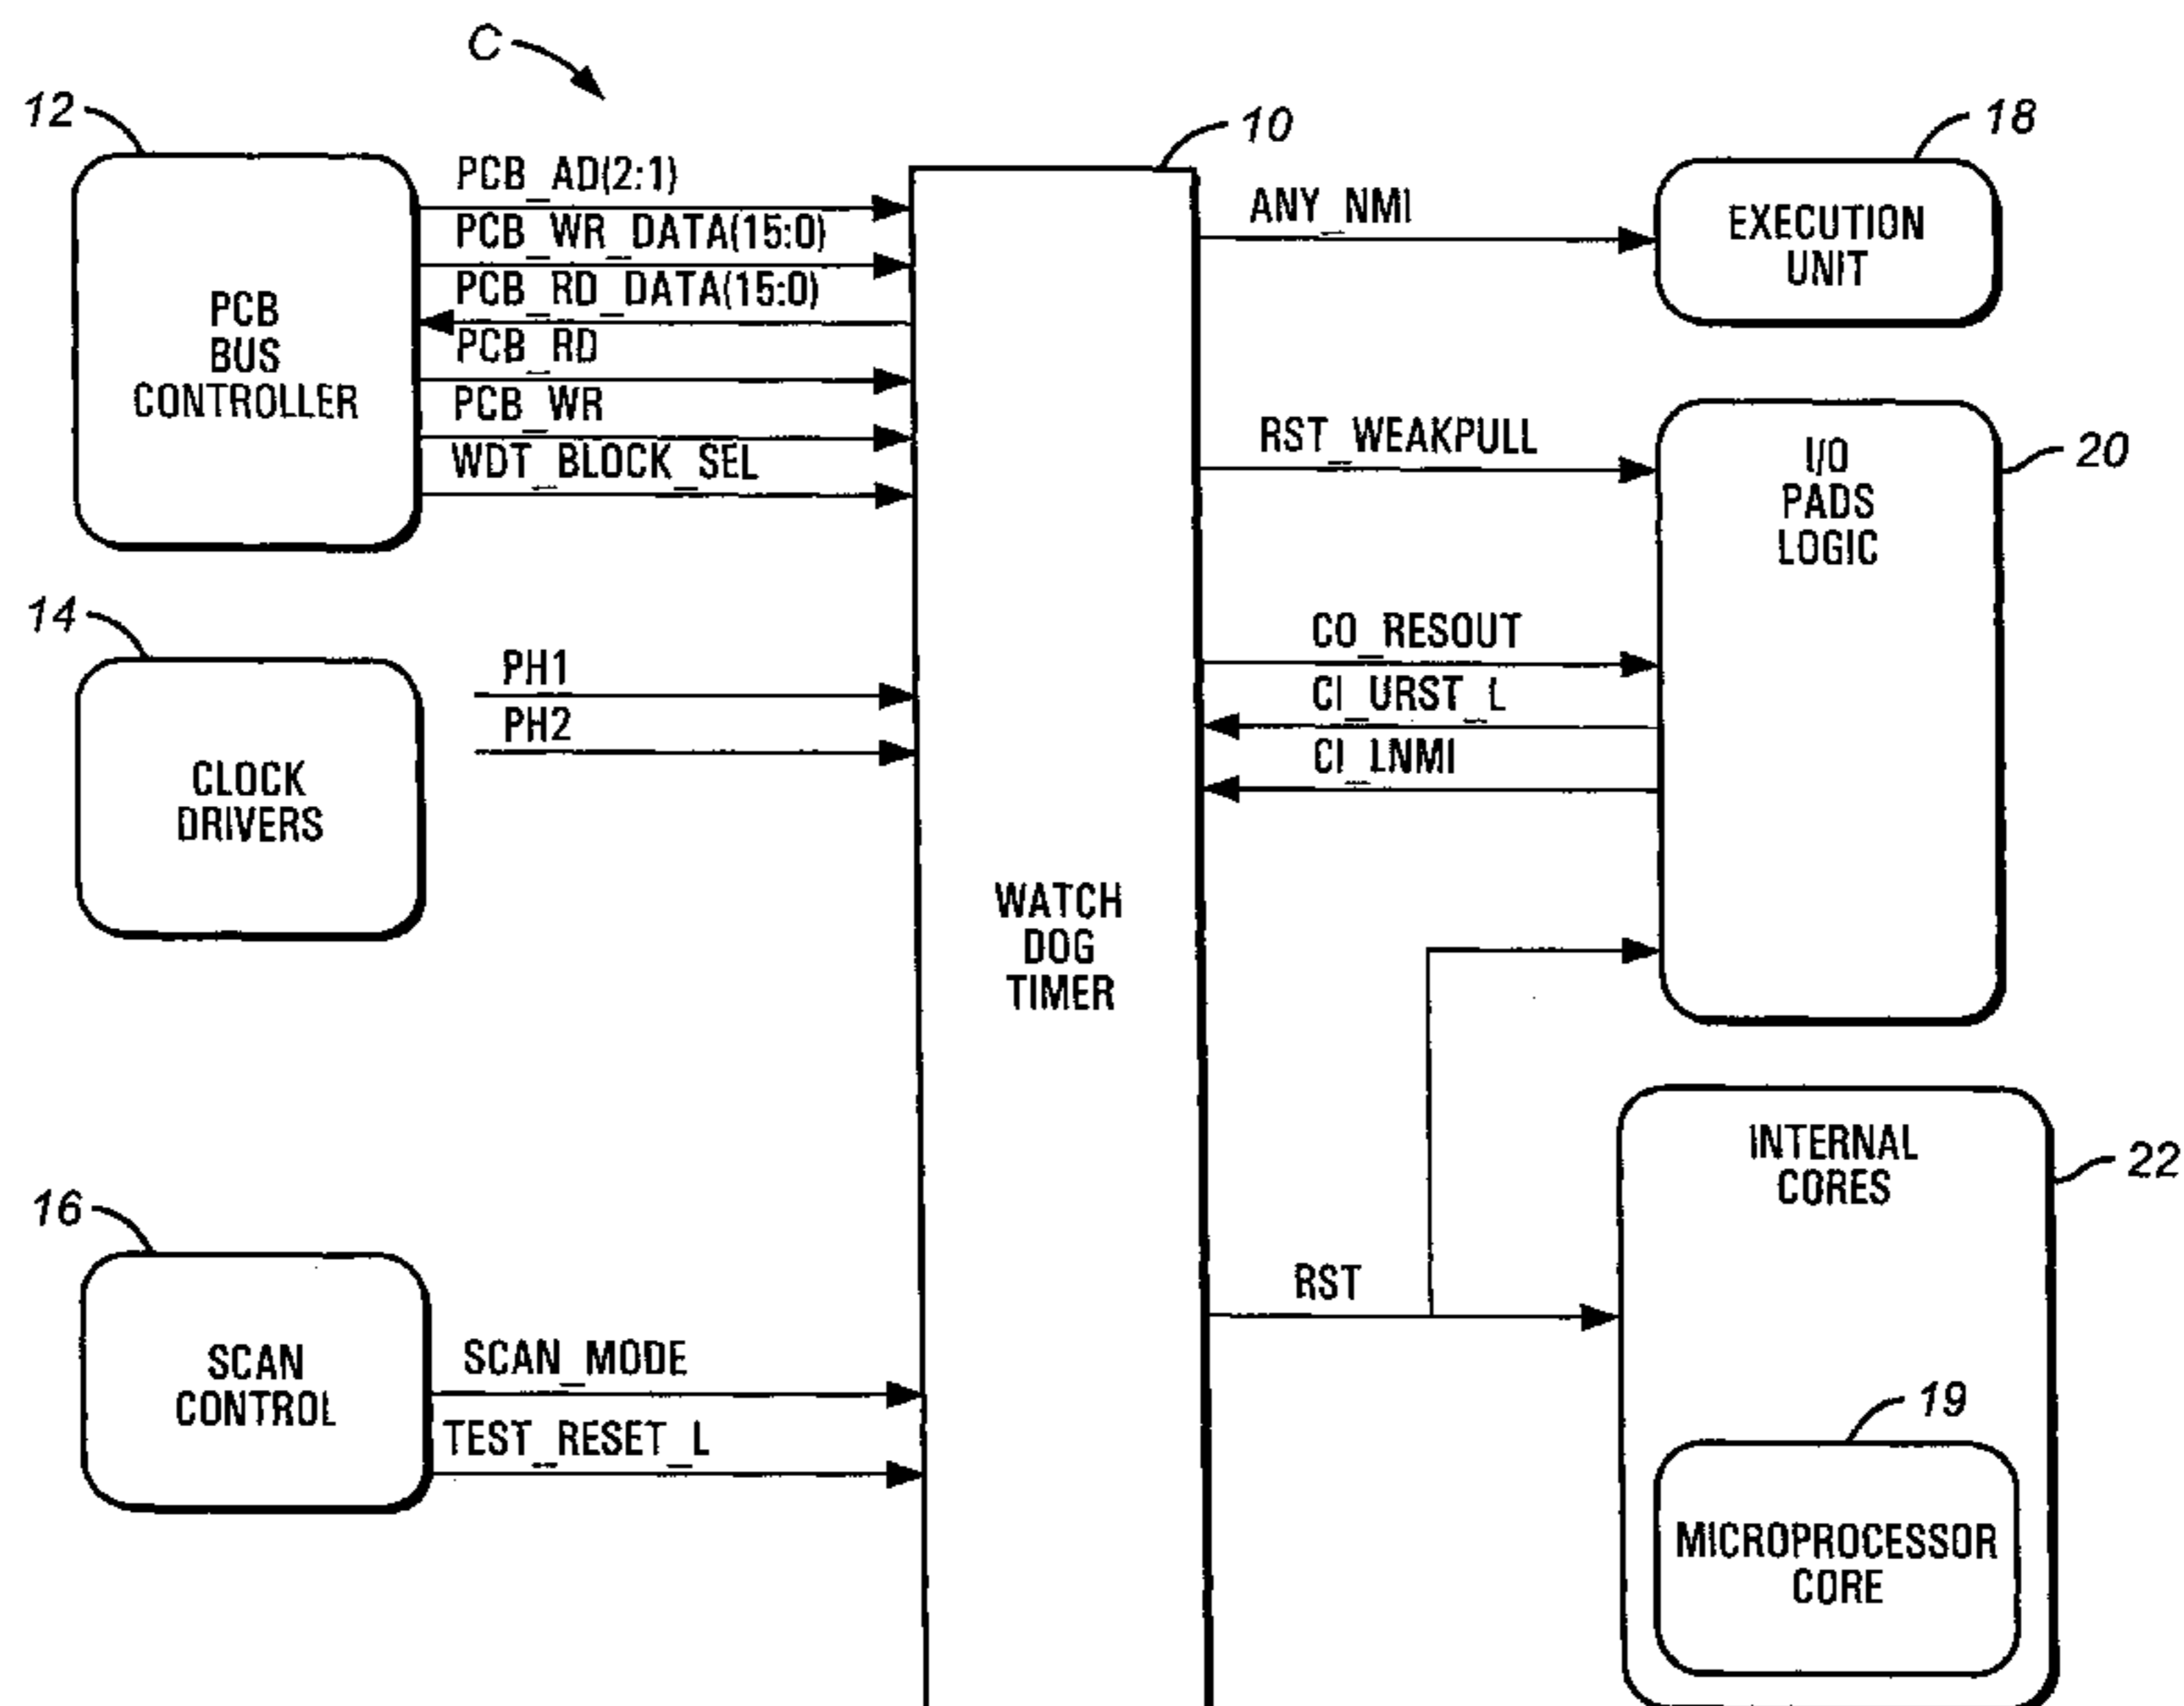 C
12
10
18
PCB_AD(2:1)
PCB_WR_DATA(15:0)
PCB_RD_DATA(15:0)
PCB_RD
PCB_WR
WDT_BLOCK_SEL
PCB
BUS
CONTROLLER
ANY_NMI
EXECUTION
UNIT
RST_WEAKPULL
I/O
PADS
LOGIC
20
CO_RESOUT
CI_URST_L
CI_LNMI
14
PH1
PH2
CLOCK
DRIVERS
WATCH
DOG
TIMER
INTERNAL
CORES
22
16
RST
SCAN
CONTROL
SCAN_MODE
TEST_RESET_L
19
MICROPROCESSOR
CORE